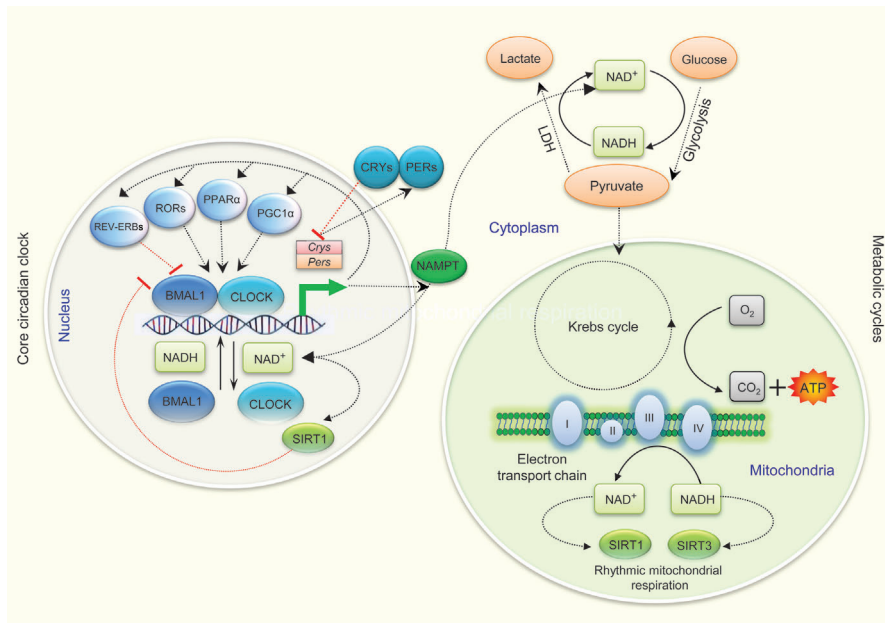 Lactate
NAD+
Glucose
LDH
NADH
Glycolysis
Pyruvate
CRYs
PERs
Cytoplasm
REV-ERBs
RORs
PPARα
PGC1α
Crys
Pers
NAMPT
Core circadian clock
Nucleus
BMAL1
CLOCK
NADH
NAD+
BMAL1
CLOCK
SIRT1
Metabolic cycles
Krebs cycle
O2
CO2
+
ATP
I
II
III
IV
Electron
transport chain
Mitochondria
NAD+
NADH
SIRT1
SIRT3
Rhythmic mitochondrial
respiration